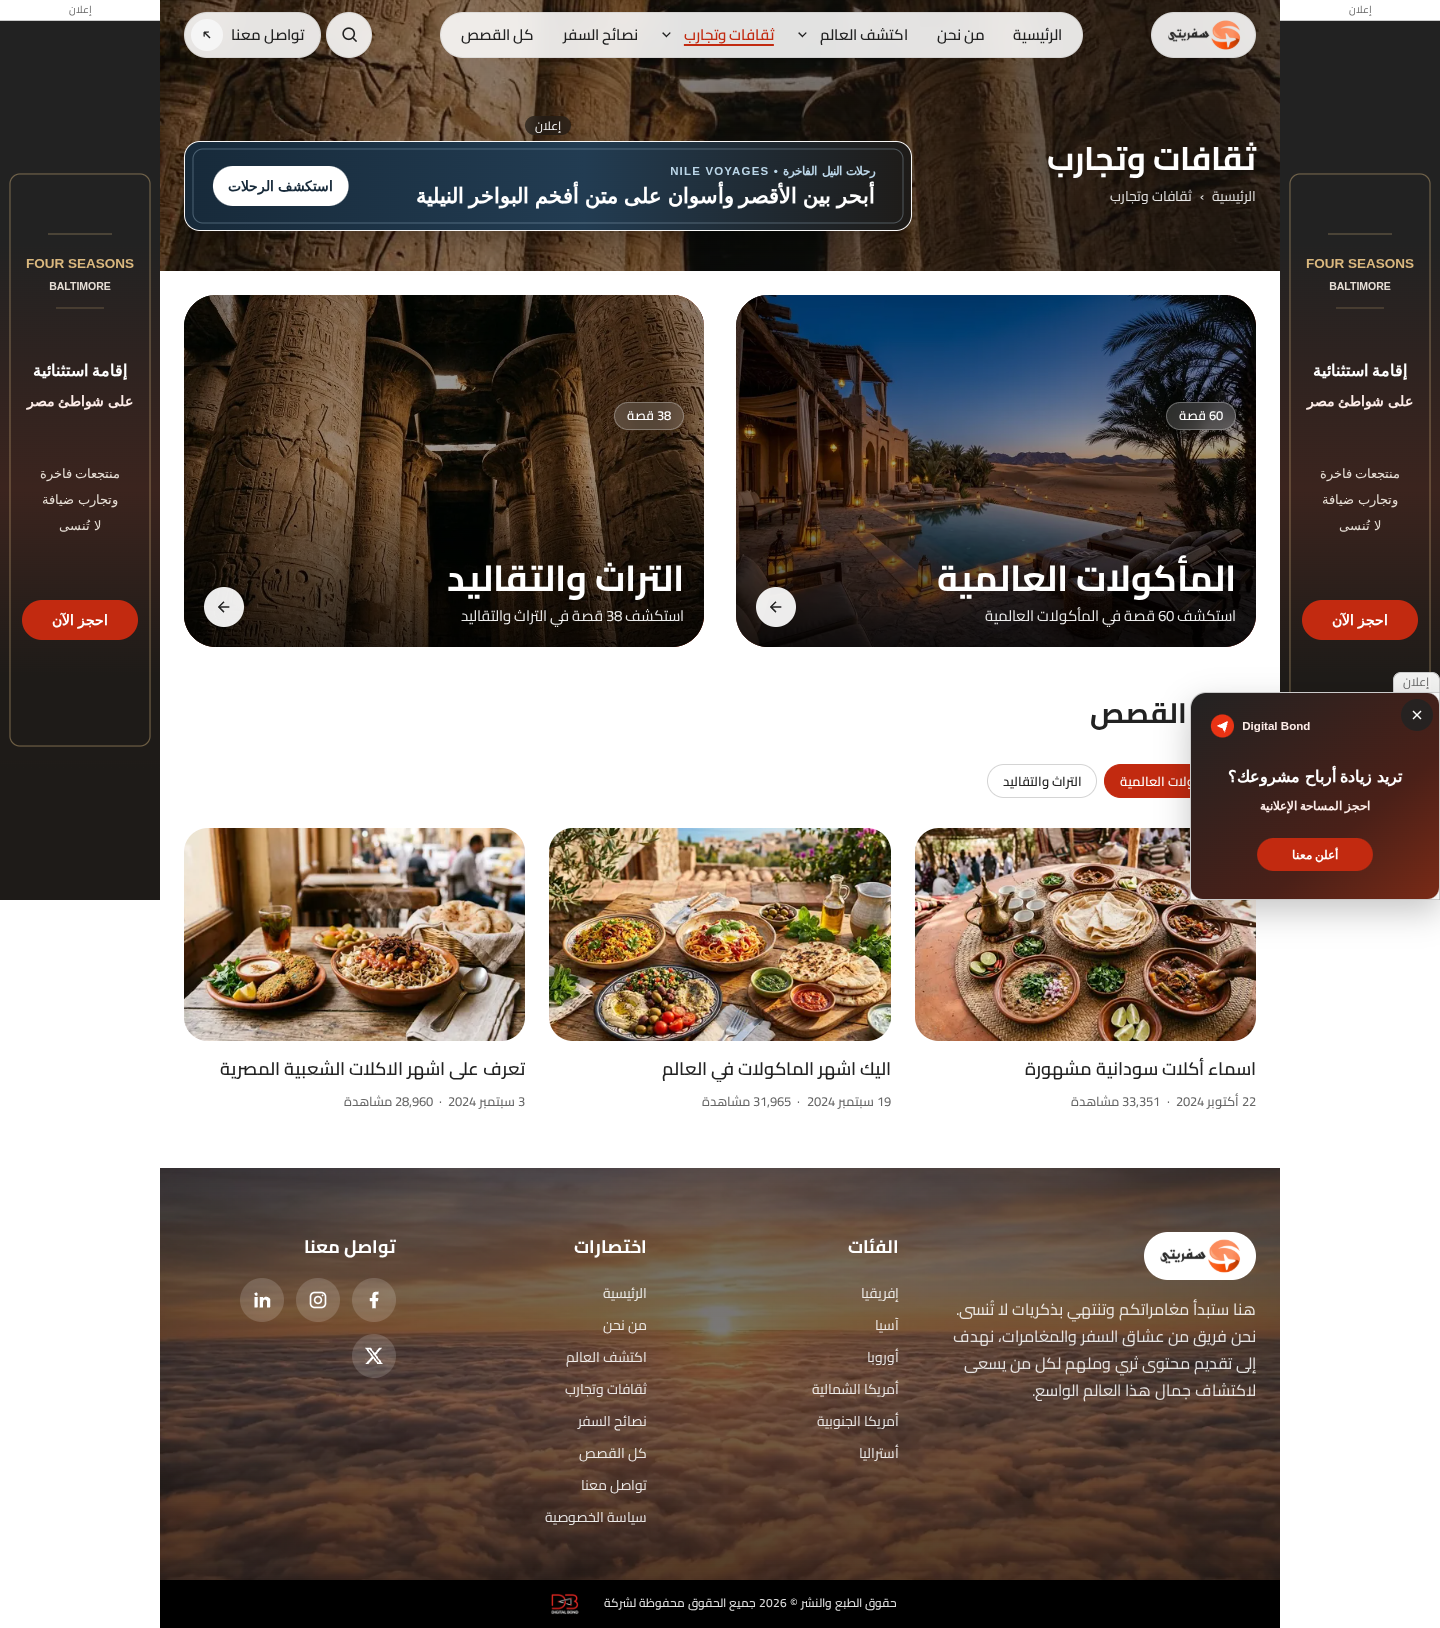 إعلان
إعلان
سفريتي
الرئيسية
من نحن
اكتشف العالم
ثقافات وتجارب
نصائح السفر
كل القصص
تواصل معنا
ثقافات وتجارب
الرئيسية › ثقافات وتجارب
إعلان
رحلات النيل الفاخرة • NILE VOYAGES
أبحر بين الأقصر وأسوان على متن أفخم البواخر النيلية
استكشف الرحلات
FOUR SEASONS
BALTIMORE
إقامة استثنائية
على شواطئ مصر
منتجعات فاخرة
وتجارب ضيافة
لا تُنسى
احجز الآن
FOUR SEASONS
BALTIMORE
إقامة استثنائية
على شواطئ مصر
منتجعات فاخرة
وتجارب ضيافة
لا تُنسى
احجز الآن
60 قصة
المأكولات العالمية
استكشف 60 قصة في المأكولات العالمية
38 قصة
التراث والتقاليد
استكشف 38 قصة في التراث والتقاليد
القصص
العالمية
التراث والتقاليد
إعلان
Digital Bond
تريد زيادة أرباح مشروعك؟
احجز المساحة الإعلانية
أعلن معنا
اسماء أكلات سودانية مشهورة
22 أكتوبر 2024 · 33,351 مشاهدة
اليك اشهر الماكولات في العالم
19 سبتمبر 2024 · 31,965 مشاهدة
تعرف على اشهر الاكلات الشعبية المصرية
3 سبتمبر 2024 · 28,960 مشاهدة
سفريتي
هنا ستبدأ مغامراتكم وتنتهي بذكريات لا تُنسى.
نحن فريق من عشاق السفر والمغامرات، نهدف
إلى تقديم محتوى ثري وملهم لكل من يسعى
لاكتشاف جمال هذا العالم الواسع.
الفئات
إفريقيا
آسيا
أوروبا
أمريكا الشمالية
أمريكا الجنوبية
أستراليا
اختصارات
الرئيسية
من نحن
اكتشف العالم
ثقافات وتجارب
نصائح السفر
كل القصص
تواصل معنا
سياسة الخصوصية
تواصل معنا
حقوق الطبع والنشر © 2026 جميع الحقوق محفوظة لشركة
DB
DIGITAL BOND